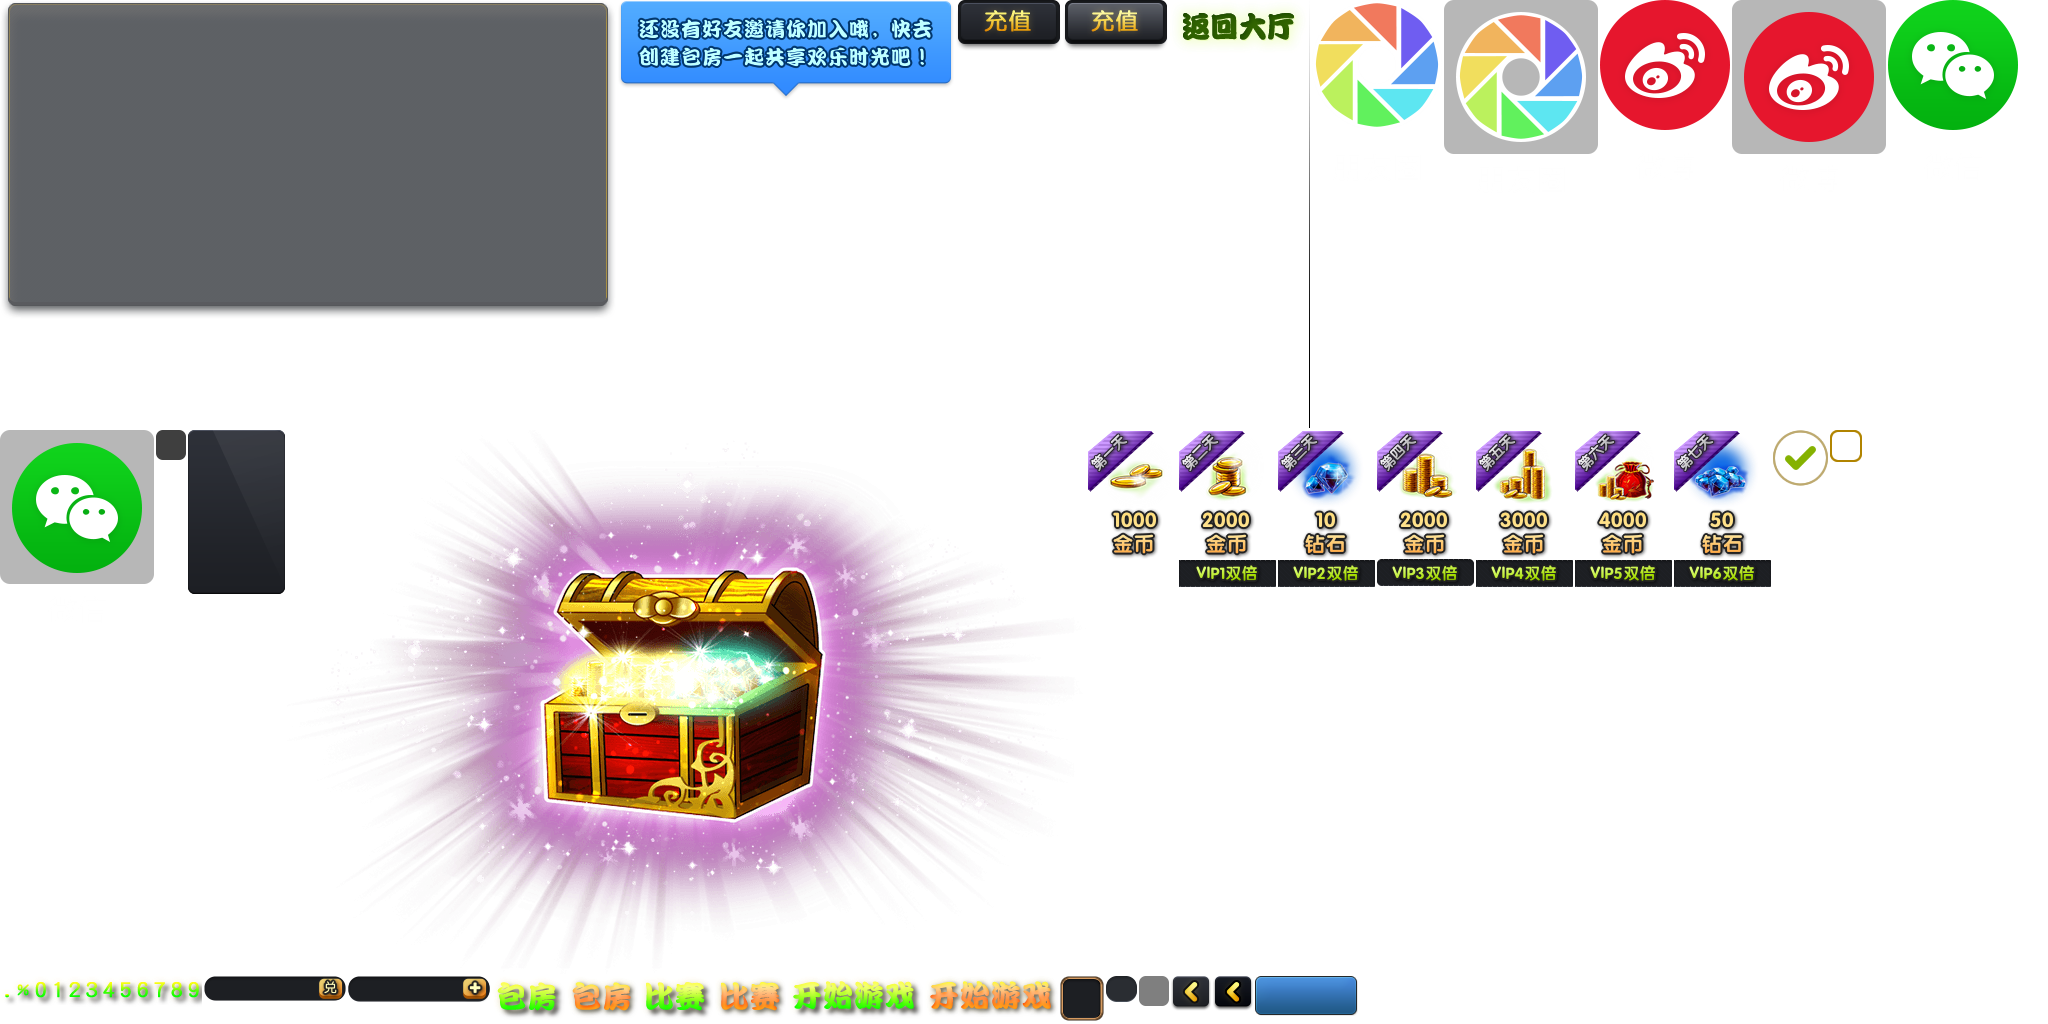 还没有好友邀请你加入哦，快去
创建包房一起共享欢乐时光吧！
充值
充值
返回大厅
第一天
1000
金币
第二天
2000
金币
VIP1双倍
第三天
10
钻石
VIP2双倍
第四天
2000
金币
VIP3双倍
第五天
3000
金币
VIP4双倍
第六天
4000
金币
VIP5双倍
第七天
50
钻石
VIP6双倍
.%0123456789
兑
包房
包房
比赛
比赛
开始游戏
开始游戏